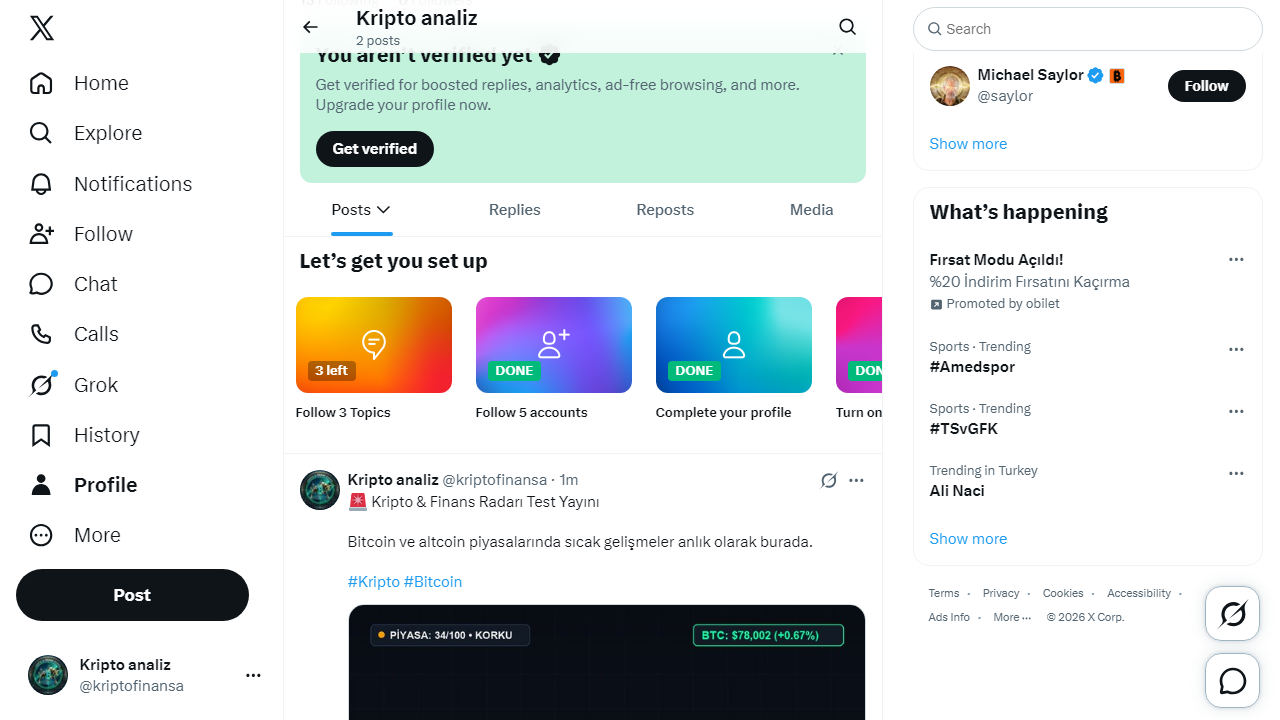 Home
Explore
Notifications
Follow
Chat
Calls
Grok
History
Profile
More
Post
Kripto analiz
@kriptofinansa
Kripto analiz
2 posts
You aren't verified yet
Get verified for boosted replies, analytics, ad-free browsing, and more.
Upgrade your profile now.
Get verified
Posts
Replies
Reposts
Media
Let's get you set up
3 left
DONE
DONE
Follow 3 Topics
Follow 5 accounts
Complete your profile
Turn on
Kripto analiz @kriptofinansa · 1m
🚨 Kripto & Finans Radarı Test Yayını
Bitcoin ve altcoin piyasalarında sıcak gelişmeler anlık olarak burada.
#Kripto #Bitcoin
PİYASA: 34/100 • KORKU
BTC: $78,002 (+0.67%)
Search
Michael Saylor
@saylor
Follow
Show more
What's happening
Fırsat Modu Açıldı!
%20 İndirim Fırsatını Kaçırma
Promoted by obilet
Sports · Trending
#Amedspor
Sports · Trending
#TSvGFK
Trending in Turkey
Ali Naci
Show more
Terms · Privacy · Cookies · Accessibility ·
Ads Info · More ··· © 2026 X Corp.